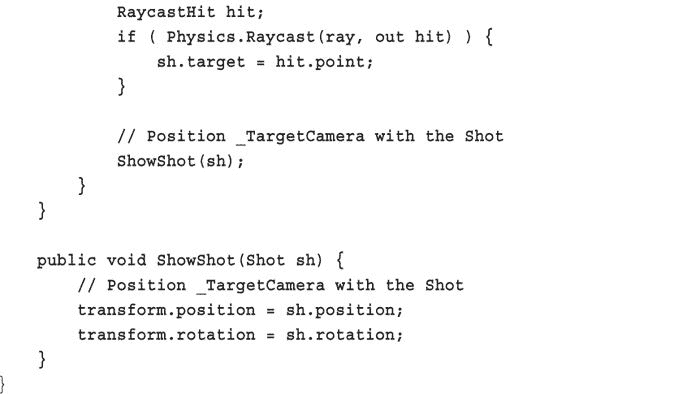 RaycastHit hit;
if ( Physics.Raycast(ray, out hit) ) {
sh.target = hit.point;
}
// Position _TargetCamera with the Shot
ShowShot(sh);
}
}
public void ShowShot(Shot sh) {
// Position _TargetCamera with the Shot
transform.position = sh.position;
transform.rotation = sh.rotation;
}
}